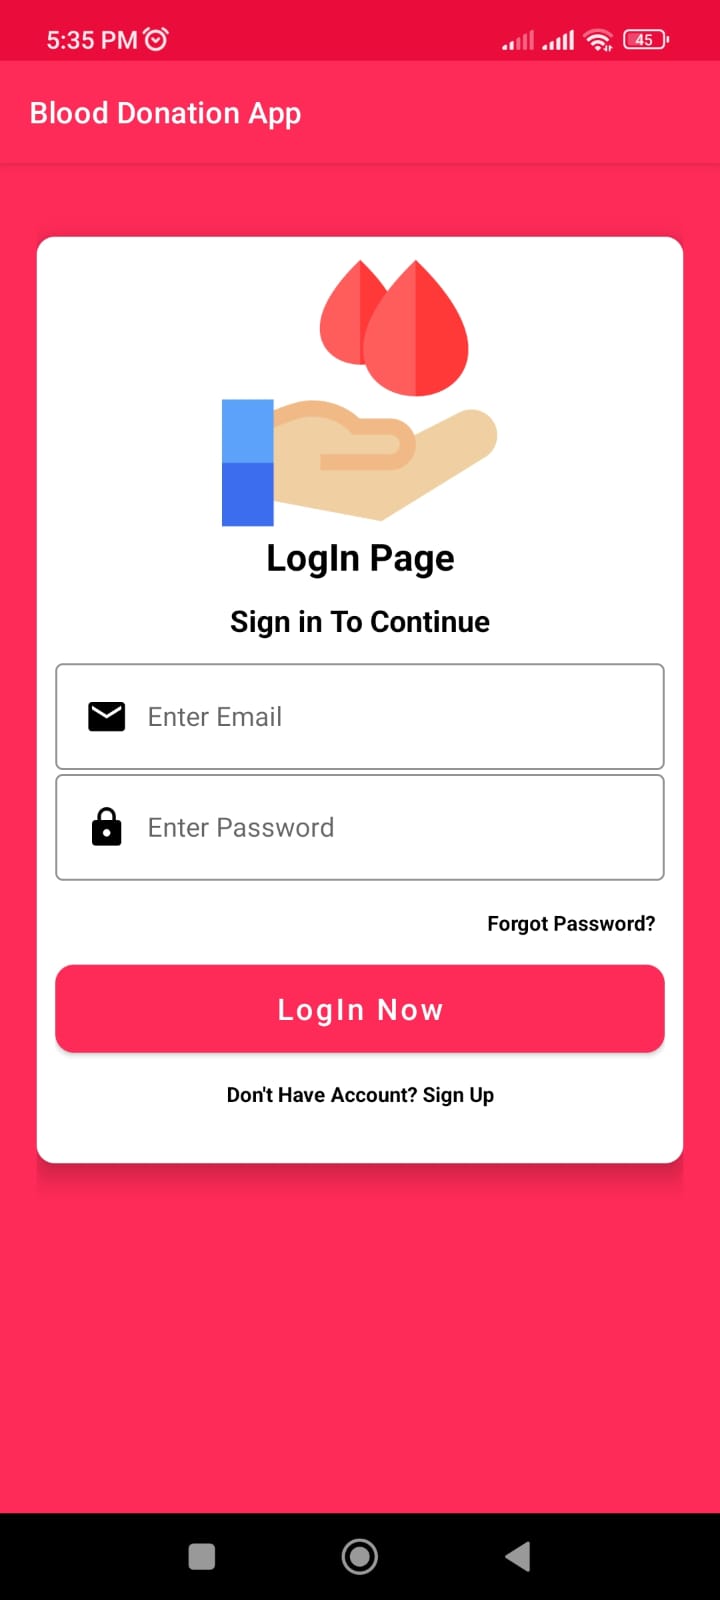 5:35 PM
45
Blood Donation App
LogIn Page
Sign in To Continue
Enter Email
Enter Password
Forgot Password?
LogIn Now
Don't Have Account? Sign Up